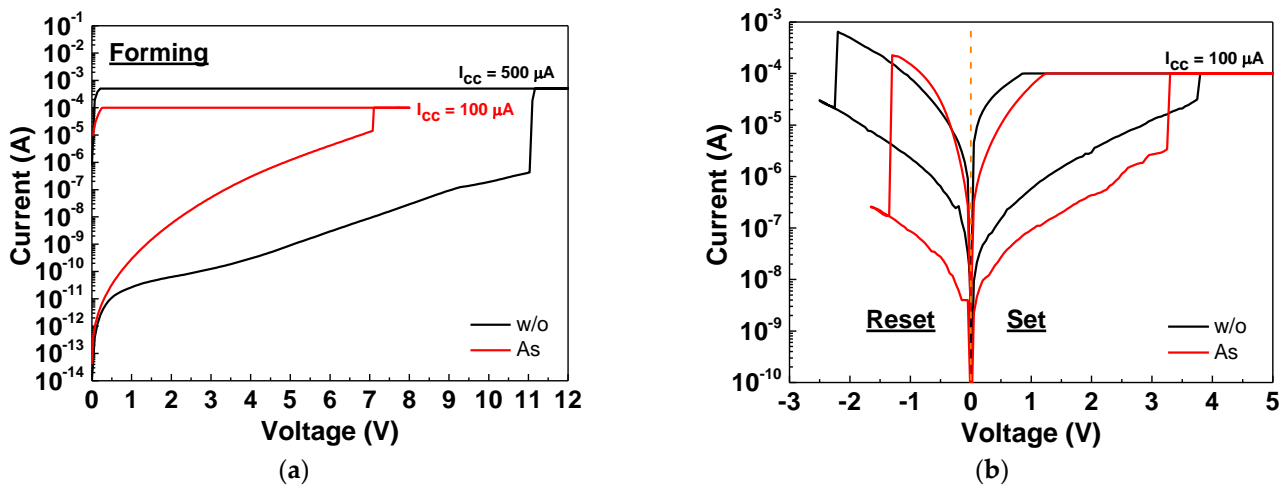 10⁻¹
10⁻²
10⁻³
10⁻⁴
10⁻⁵
10⁻⁶
10⁻⁷
10⁻⁸
10⁻⁹
10⁻¹⁰
10⁻¹¹
10⁻¹²
10⁻¹³
10⁻¹⁴
Current (A)
Forming
I_CC = 500 μA
I_CC = 100 μA
w/o
As
0 1 2 3 4 5 6 7 8 9 10 11 12
Voltage (V)
(a)
10⁻³
10⁻⁴
10⁻⁵
10⁻⁶
10⁻⁷
10⁻⁸
10⁻⁹
10⁻¹⁰
Current (A)
I_CC = 100 μA
Reset Set
w/o
As
-3 -2 -1 0 1 2 3 4 5
Voltage (V)
(b)